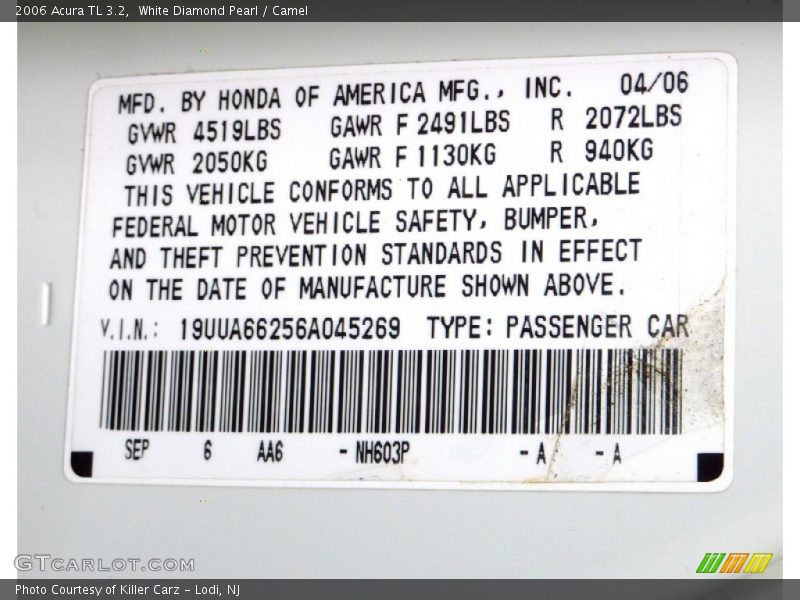 2006 Acura TL 3.2,  White Diamond Pearl / Camel
MFD. BY HONDA OF AMERICA MFG., INC. 04/06
GVWR 4519LBS GAWR F 2491LBS R 2072LBS
GVWR 2050KG GAWR F 1130KG R 940KG
THIS VEHICLE CONFORMS TO ALL APPLICABLE
FEDERAL MOTOR VEHICLE SAFETY, BUMPER,
AND THEFT PREVENTION STANDARDS IN EFFECT
ON THE DATE OF MANUFACTURE SHOWN ABOVE.
V.I.N.: 19UUA66256A045269 TYPE: PASSENGER CAR
SEP 6 AA6 - NH603P - A - A
GTCARLOT.COM
Photo Courtesy of Killer Carz - Lodi, NJ